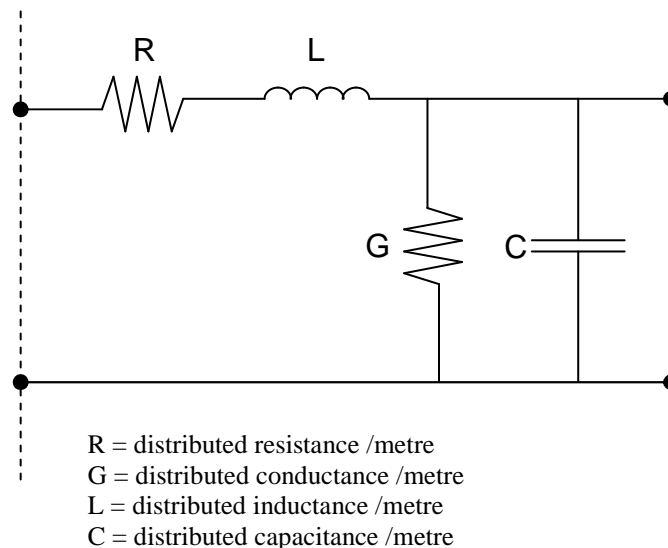 R
L
G
C
R = distributed resistance /metre
G = distributed conductance /metre
L = distributed inductance /metre
C = distributed capacitance /metre